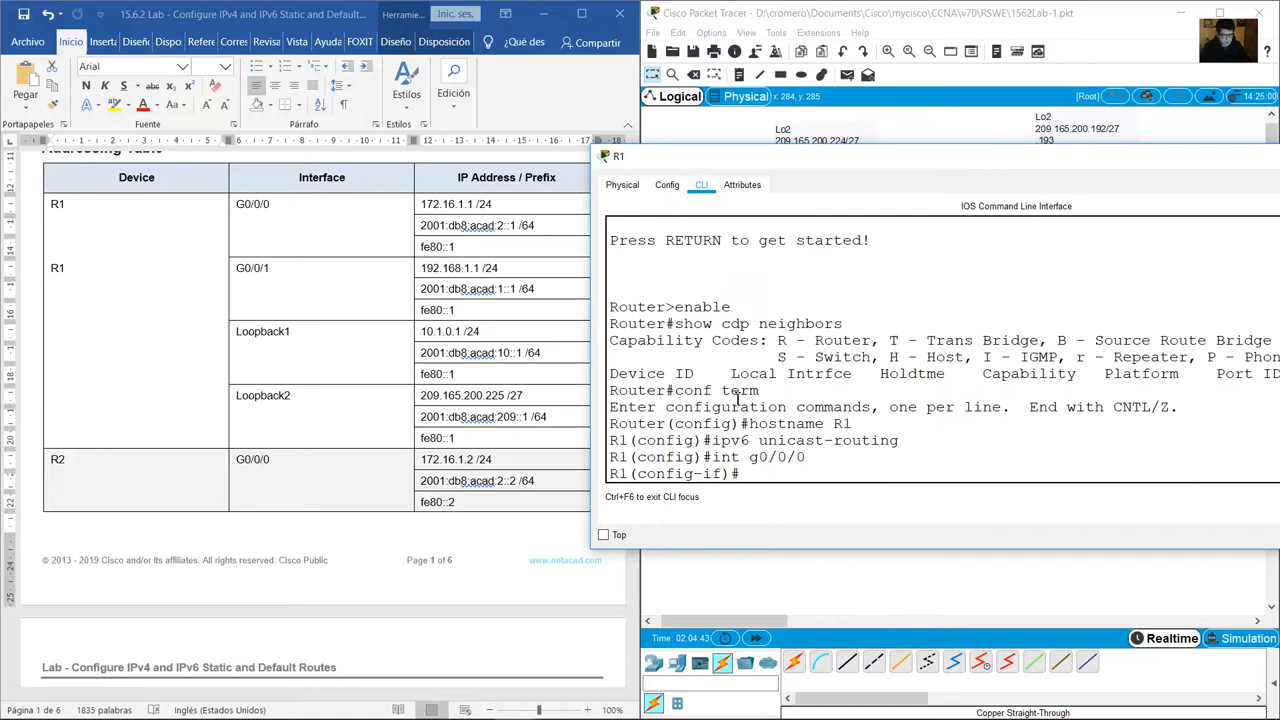 15.6.2 Lab - Configure IPv4 and IPv6 Static and Default Routes
Herramie...
Inic. ses.
Archivo
Inicio
Insert
Diseño
Dispo
Refere
Corres
Revisa
Vista
Ayuda
FOXIT
Diseño
Disposición
¿Qué des
Compartir
Pegar
Arial
N
K
S
abc
Estilos
Edición
Portapapeles
Fuente
Párrafo
Estilos
Addressing Table
Device
Interface
IP Address / Prefix
R1
G0/0/0
172.16.1.1 /24
2001:db8:acad:2::1 /64
fe80::1
R1
G0/0/1
192.168.1.1 /24
2001:db8:acad:1::1 /64
fe80::1
Loopback1
10.1.0.1 /24
2001:db8:acad:10::1 /64
fe80::1
Loopback2
209.165.200.225 /27
2001:db8:acad:209::1 /64
fe80::1
R2
G0/0/0
172.16.1.2 /24
2001:db8:acad:2::2 /64
fe80::2
© 2013 - 2019 Cisco and/or its affiliates. All rights reserved. Cisco Public
Page 1 of 6
www.netacad.com
Lab - Configure IPv4 and IPv6 Static and Default Routes
Página 1 de 6
1835 palabras
Inglés (Estados Unidos)
100%
Cisco Packet Tracer - D:\cromero\Documents\Cisco\mycisco\CCNA\v70\RSWE\1562Lab-1.pkt
File
Edit
Options
View
Tools
Extensions
Help
Logical
Physical
x: 284, y: 285
[Root]
14:25:00
Lo2
209.165.200.224/27
Lo2
209.165.200.192/27
.193
R1
Physical
Config
CLI
Attributes
IOS Command Line Interface
Press RETURN to get started!
Router>enable
Router#show cdp neighbors
Capability Codes: R - Router, T - Trans Bridge, B - Source Route Bridge
S - Switch, H - Host, I - IGMP, r - Repeater, P - Phon
Device ID Local Intrfce Holdtme Capability Platform Port ID
Router#conf term
Enter configuration commands, one per line. End with CNTL/Z.
Router(config)#hostname R1
R1(config)#ipv6 unicast-routing
R1(config)#int g0/0/0
R1(config-if)#
Ctrl+F6 to exit CLI focus
Top
Time: 02:04:43
Realtime
Simulation
Copper Straight-Through